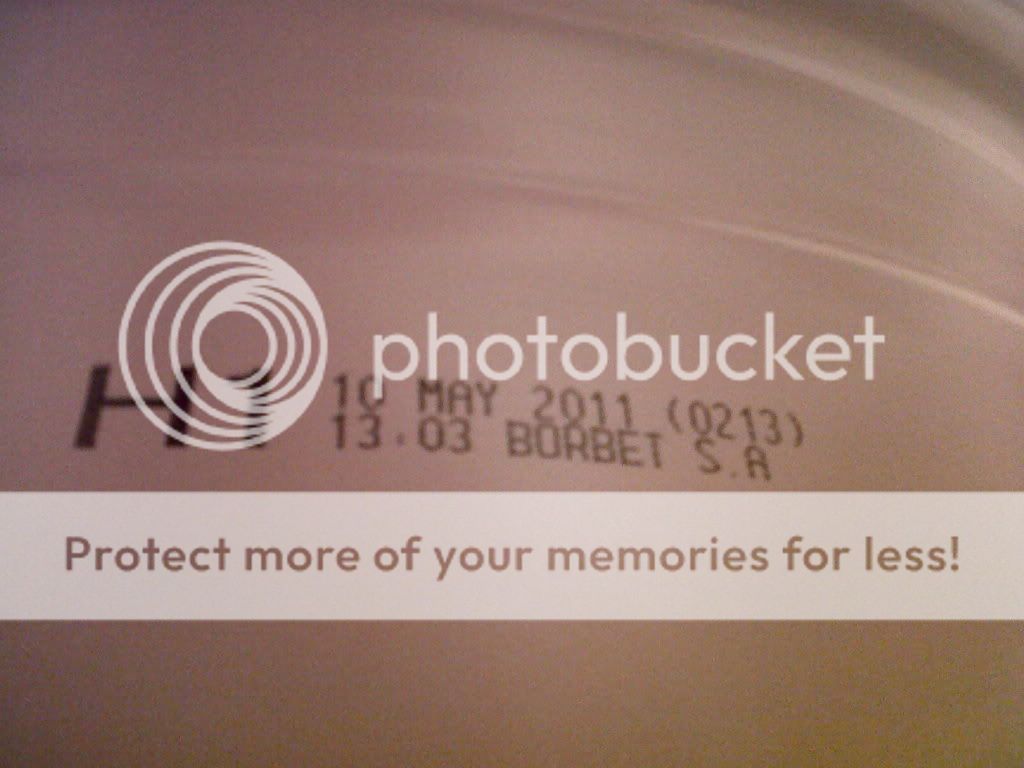 photobucket
10 MAY 2011 (0213)
13.03 BORBET S.A
Protect more of your memories for less!